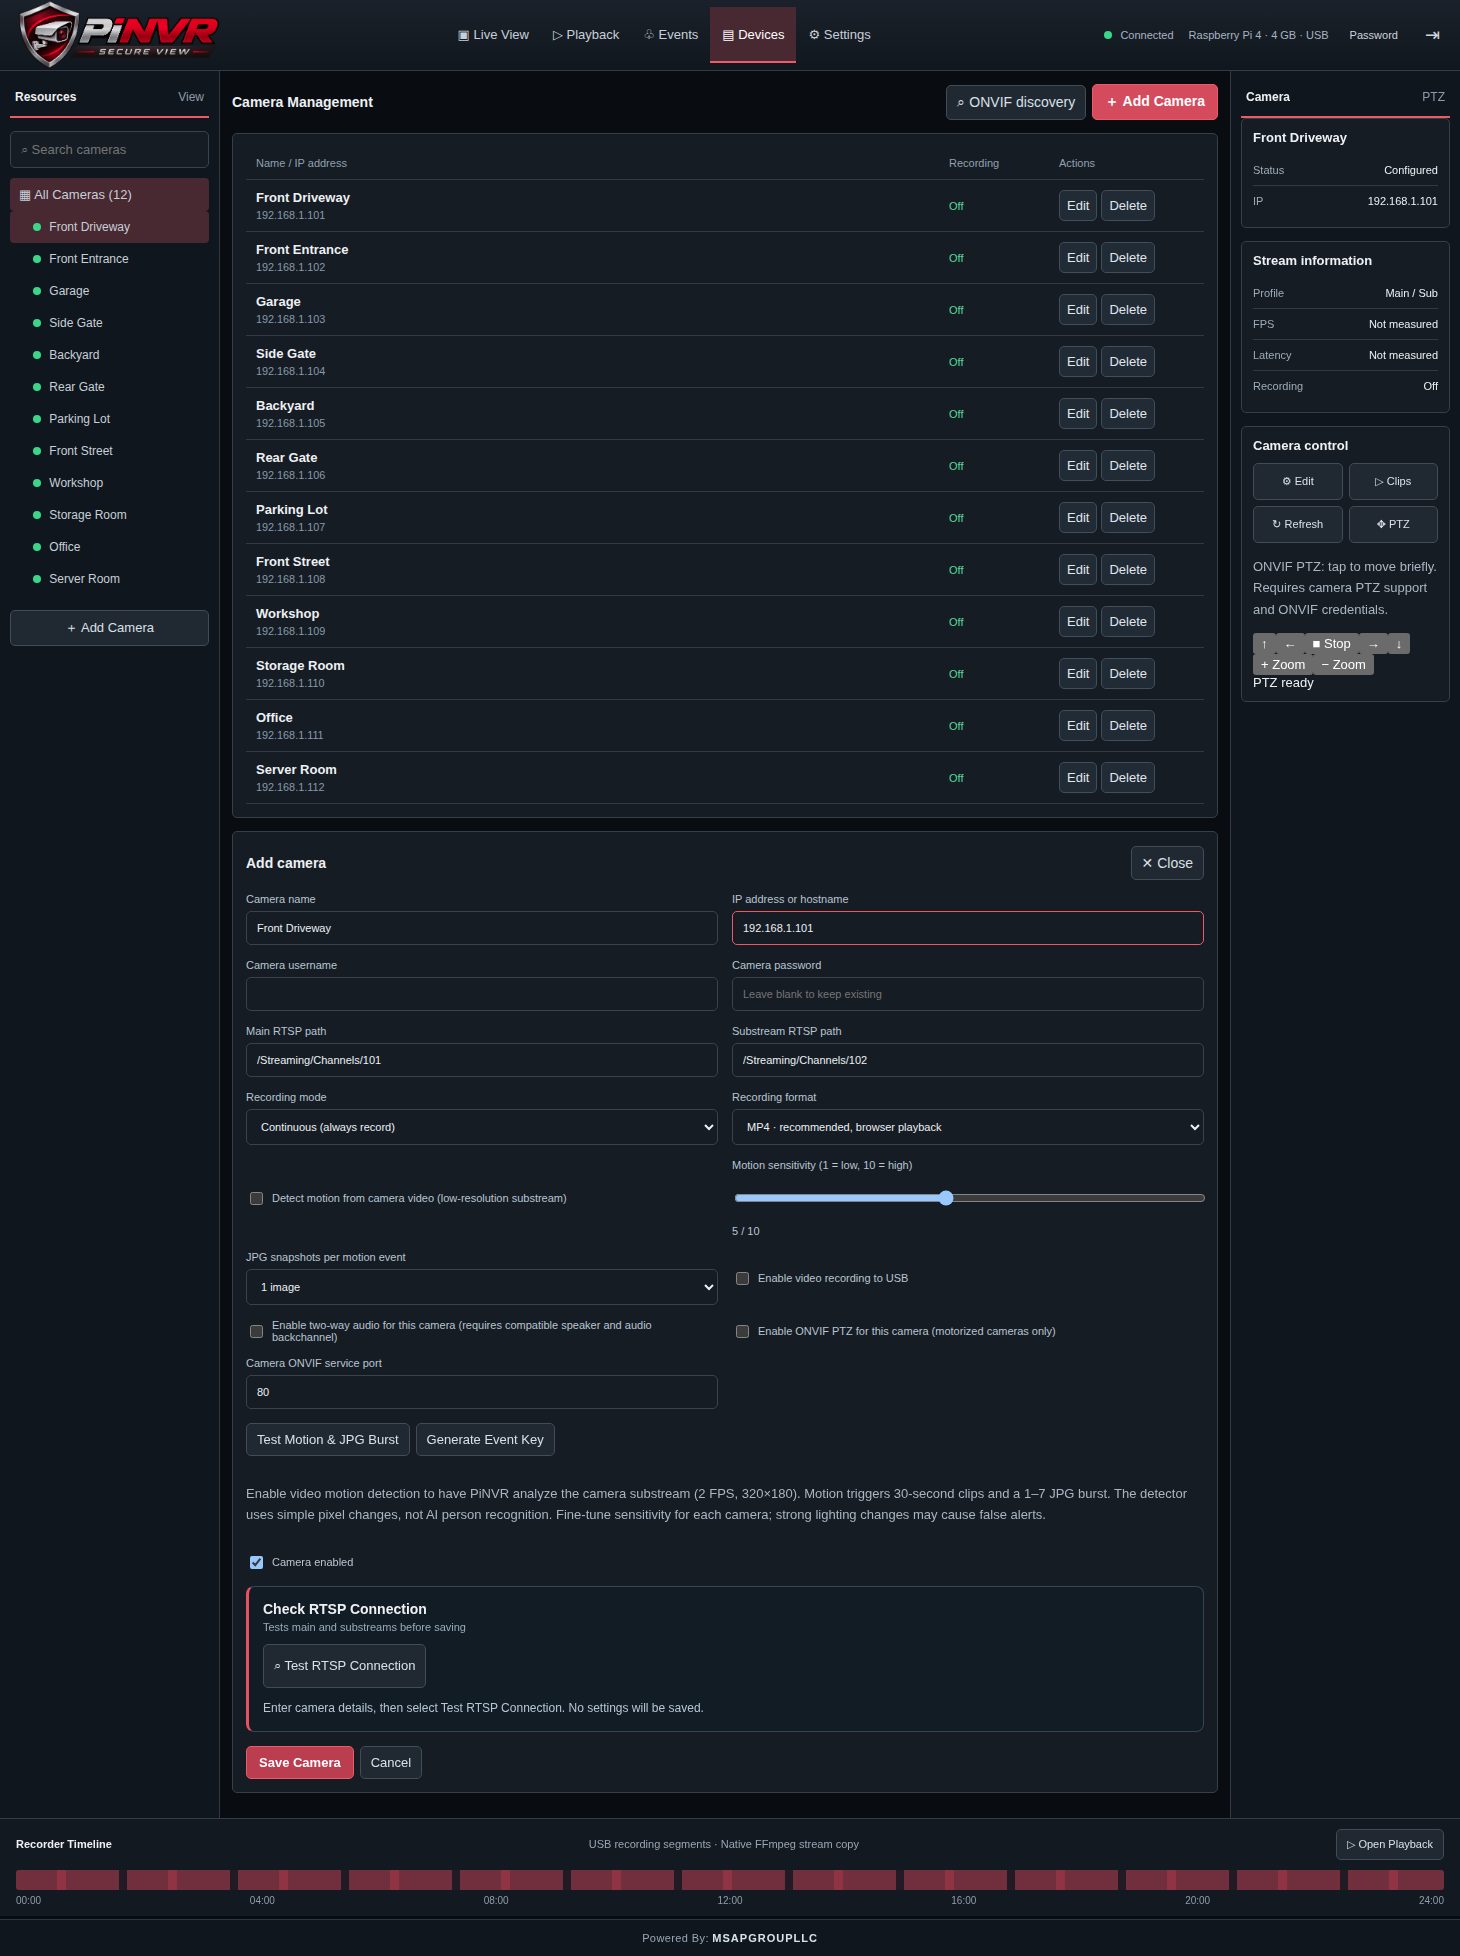 PiNVR
SECURE VIEW
▣ Live View
▷ Playback
♧ Events
▤ Devices
⚙ Settings
Connected
Raspberry Pi 4 · 4 GB · USB
Password
⇥
Resources
View
⌕ Search cameras
▦ All Cameras (12)
Front Driveway
Front Entrance
Garage
Side Gate
Backyard
Rear Gate
Parking Lot
Front Street
Workshop
Storage Room
Office
Server Room
＋ Add Camera
Camera Management
⌕ ONVIF discovery
＋ Add Camera
Name / IP address
Recording
Actions
Front Driveway
192.168.1.101
Off
Edit
Delete
Front Entrance
192.168.1.102
Off
Edit
Delete
Garage
192.168.1.103
Off
Edit
Delete
Side Gate
192.168.1.104
Off
Edit
Delete
Backyard
192.168.1.105
Off
Edit
Delete
Rear Gate
192.168.1.106
Off
Edit
Delete
Parking Lot
192.168.1.107
Off
Edit
Delete
Front Street
192.168.1.108
Off
Edit
Delete
Workshop
192.168.1.109
Off
Edit
Delete
Storage Room
192.168.1.110
Off
Edit
Delete
Office
192.168.1.111
Off
Edit
Delete
Server Room
192.168.1.112
Off
Edit
Delete
Add camera
✕ Close
Camera name
Front Driveway
IP address or hostname
192.168.1.101
Camera username
Camera password
Leave blank to keep existing
Main RTSP path
/Streaming/Channels/101
Substream RTSP path
/Streaming/Channels/102
Recording mode
Continuous (always record)
Recording format
MP4 · recommended, browser playback
Detect motion from camera video (low-resolution substream)
Motion sensitivity (1 = low, 10 = high)
5 / 10
JPG snapshots per motion event
1 image
Enable video recording to USB
Enable two-way audio for this camera (requires compatible speaker and audio
backchannel)
Enable ONVIF PTZ for this camera (motorized cameras only)
Camera ONVIF service port
80
Test Motion & JPG Burst
Generate Event Key
Enable video motion detection to have PiNVR analyze the camera substream (2 FPS, 320×180). Motion triggers 30-second clips and a 1–7 JPG burst. The detector
uses simple pixel changes, not AI person recognition. Fine-tune sensitivity for each camera; strong lighting changes may cause false alerts.
Camera enabled
Check RTSP Connection
Tests main and substreams before saving
⌕ Test RTSP Connection
Enter camera details, then select Test RTSP Connection. No settings will be saved.
Save Camera
Cancel
Camera
PTZ
Front Driveway
Status
Configured
IP
192.168.1.101
Stream information
Profile
Main / Sub
FPS
Not measured
Latency
Not measured
Recording
Off
Camera control
⚙ Edit
▷ Clips
↻ Refresh
✥ PTZ
ONVIF PTZ: tap to move briefly.
Requires camera PTZ support
and ONVIF credentials.
↑ ← ■ Stop → ↓
+ Zoom − Zoom
PTZ ready
Recorder Timeline
USB recording segments · Native FFmpeg stream copy
▷ Open Playback
00:00
04:00
08:00
12:00
16:00
20:00
24:00
Powered By: MSAPGROUPLLC